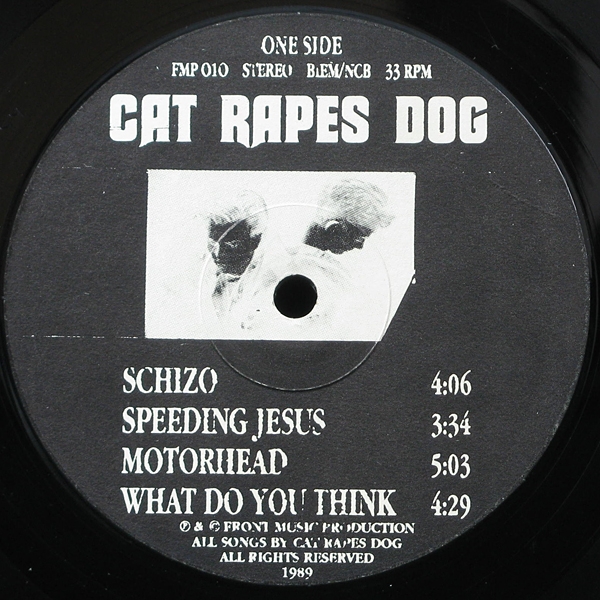 ONE SIDE
FMP 010 STEREO BIEM/NCB 33 RPM
CAT RAPES DOG
SCHIZO 4:06
SPEEDING JESUS 3:34
MOTORHEAD 5:03
WHAT DO YOU THINK 4:29
℗ & © FRONT MUSIC PRODUCTION
ALL SONGS BY CAT RAPES DOG
ALL RIGHTS RESERVED
1989